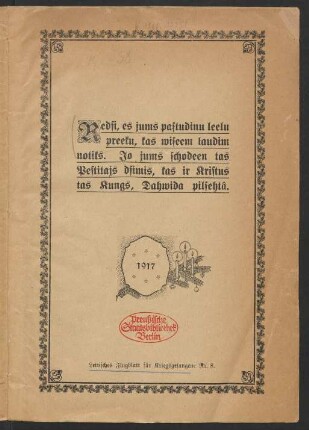 Redsi, es jums pastudinu leelu
preeku, kas wiseem laudim
notiks. Jo jums schodeen tas
Pestitajs dsimis, kas ir Kristus
tas Kungs, Dahwida pilsehtâ.
1917
Preußische
Staatsbibliothek
Berlin
Lettisches Flugblatt für Kriegszeitungen Nr. 8.